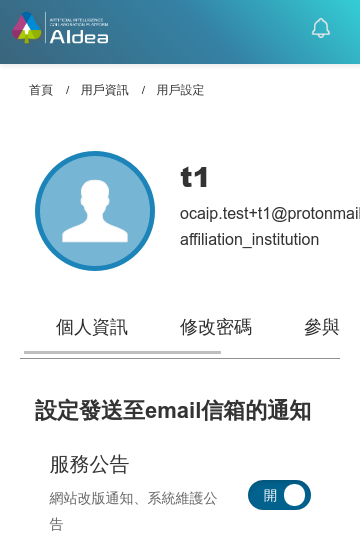 ARTIFICIAL INTELLIGENCE
COLLABORATION PLATFORM
AIdea
首頁 / 用戶資訊 / 用戶設定
t1
ocaip.test+t1@protonmail
affiliation_institution
個人資訊 修改密碼 參與
設定發送至email信箱的通知
服務公告
網站改版通知、系統維護公
告
開